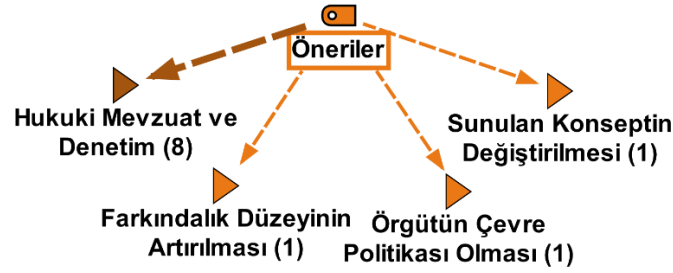 Öneriler
Hukuki Mevzuat ve
Denetim (8)
Sunulan Konseptin
Değiştirilmesi (1)
Farkındalık Düzeyinin
Artırılması (1)
Örgütün Çevre
Politikası Olması (1)